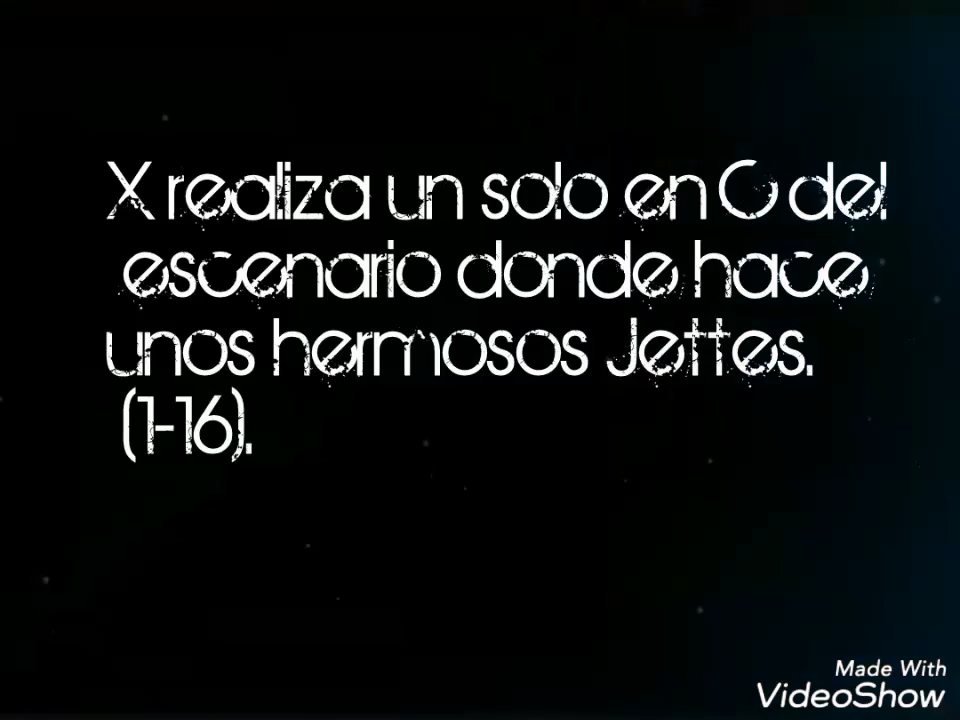 X realiza un solo en C del
escenario donde hace
unos hermosos Jettes.
(1-16).
Made With
VideoShow